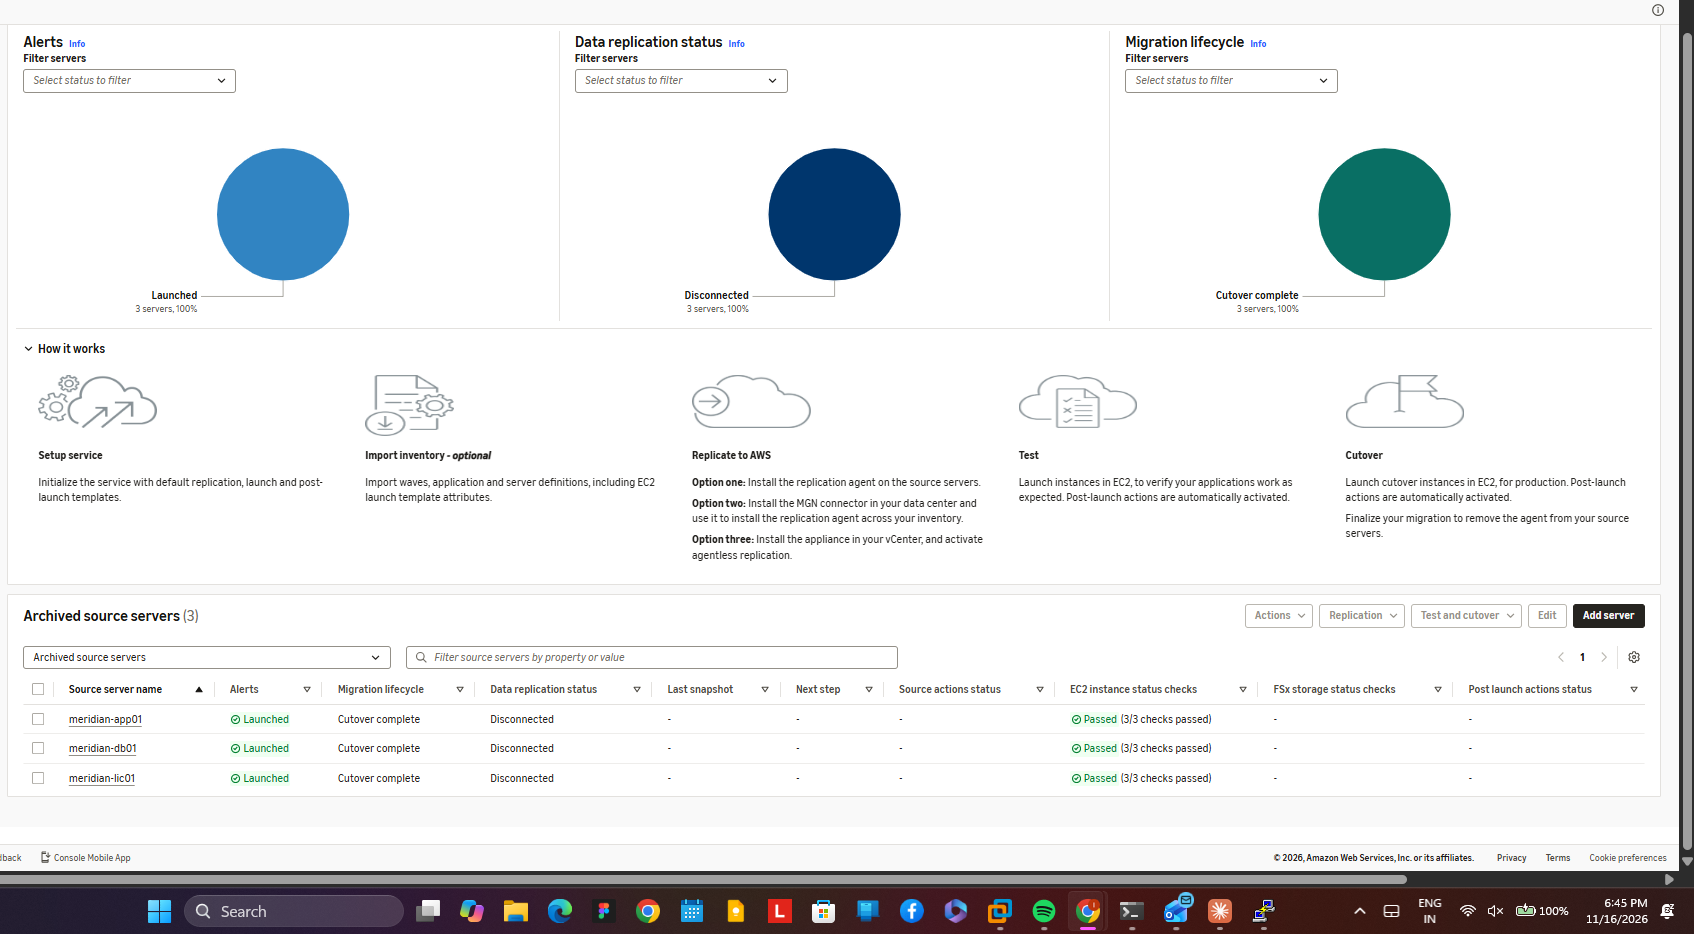 Alerts Info
Filter servers
Select status to filter
Launched
3 servers, 100%
Data replication status Info
Filter servers
Select status to filter
Disconnected
3 servers, 100%
Migration lifecycle Info
Filter servers
Select status to filter
Cutover complete
3 servers, 100%
How it works
Setup service
Initialize the service with default replication, launch and post-
launch templates.
Import inventory - optional
Import waves, application and server definitions, including EC2
launch template attributes.
Replicate to AWS
Option one: Install the replication agent on the source servers.
Option two: Install the MGN connector in your data center and
use it to install the replication agent across your inventory.
Option three: Install the appliance in your vCenter, and activate
agentless replication.
Test
Launch instances in EC2, to verify your applications work as
expected. Post-launch actions are automatically activated.
Cutover
Launch cutover instances in EC2, for production. Post-launch
actions are automatically activated.
Finalize your migration to remove the agent from your source
servers.
Archived source servers (3)
Actions Replication Test and cutover Edit Add server
Archived source servers
Filter source servers by property or value
1
Source server name Alerts Migration lifecycle Data replication status Last snapshot Next step Source actions status EC2 instance status checks FSx storage status checks Post launch actions status
meridian-app01 Launched Cutover complete Disconnected - - - Passed (3/3 checks passed) - -
meridian-db01 Launched Cutover complete Disconnected - - - Passed (3/3 checks passed) - -
meridian-lic01 Launched Cutover complete Disconnected - - - Passed (3/3 checks passed) - -
dback Console Mobile App
© 2026, Amazon Web Services, Inc. or its affiliates. Privacy Terms Cookie preferences
Search
L
ENG
IN
100%
6:45 PM
11/16/2026